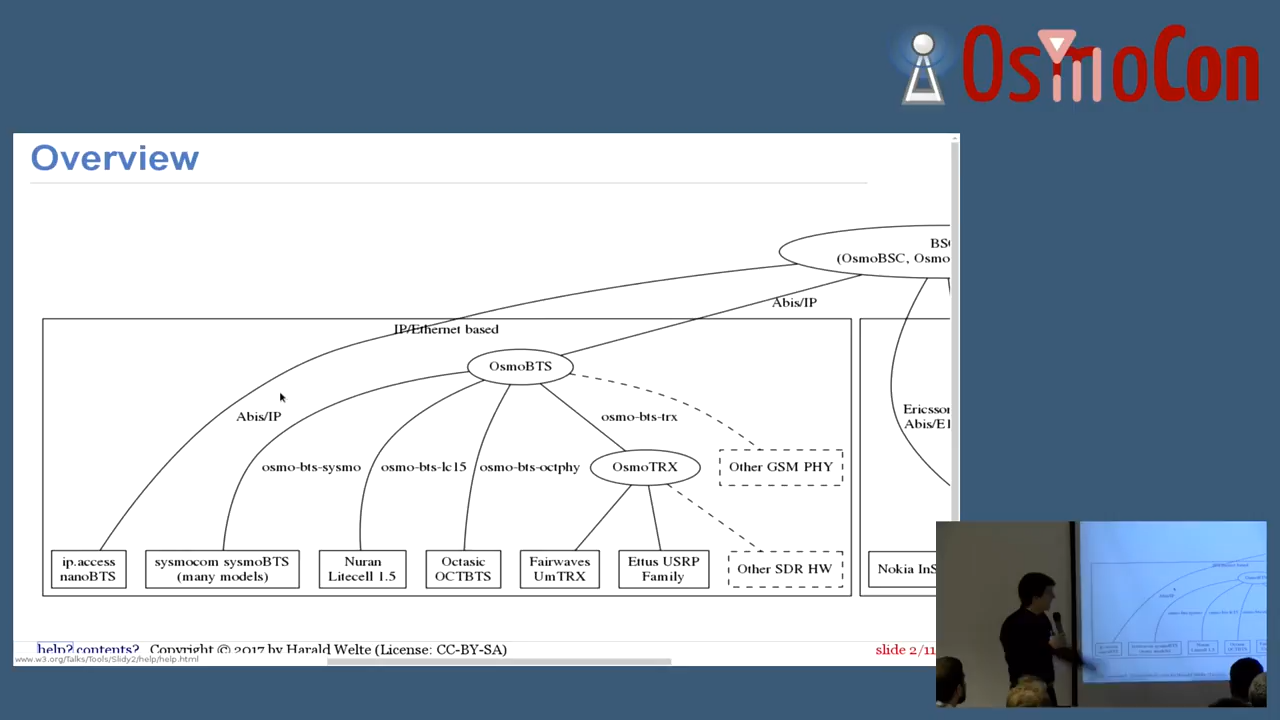 OsmoCon
Overview
BSC
(OsmoBSC, Osmo
Abis/IP
IP/Ethernet based
OsmoBTS
Abis/IP
osmo-bts-trx
Ericsson
Abis/E1
osmo-bts-sysmo
osmo-bts-lc15
osmo-bts-octphy
OsmoTRX
Other GSM PHY
ip.access
nanoBTS
sysmocom sysmoBTS
(many models)
Nuran
Litecell 1.5
Octasic
OCTBTS
Fairwaves
UmTRX
Ettus USRP
Family
Other SDR HW
Nokia InS
help? contents? Copyright © 2017 by Harald Welte (License: CC-BY-SA)
slide 2/11
www.w3.org/Talks/Tools/Slidy2/help/help.html